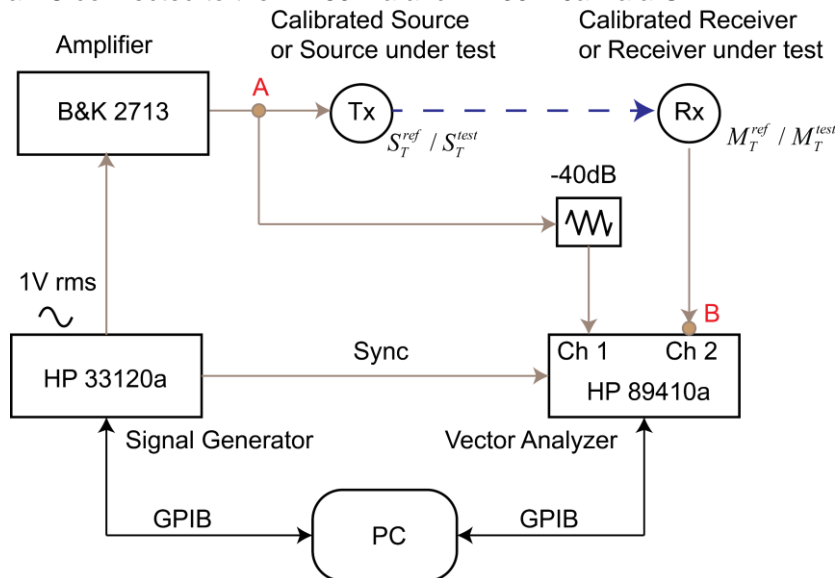 Calibrated Source
or Source under test
Calibrated Receiver
or Receiver under test
Amplifier
B&K 2713
A
Tx
Rx
S_T^{ref} / S_T^{test}
M_T^{ref} / M_T^{test}
-40dB
1V rms
B
HP 33120a
Sync
Ch 1
Ch 2
HP 89410a
Signal Generator
Vector Analyzer
GPIB
PC
GPIB